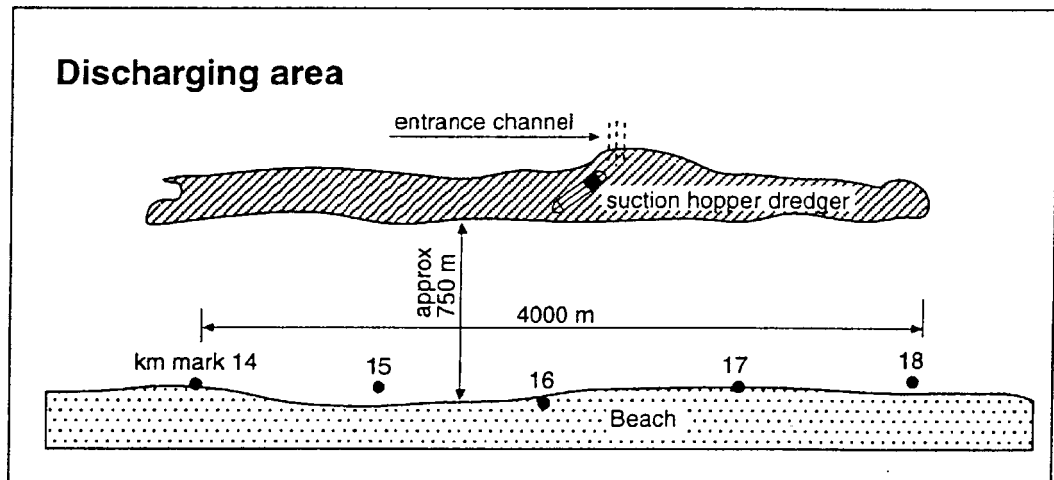 Discharging area
entrance channel
suction hopper dredger
approx
750 m
4000 m
km mark 14
15
16
17
18
Beach